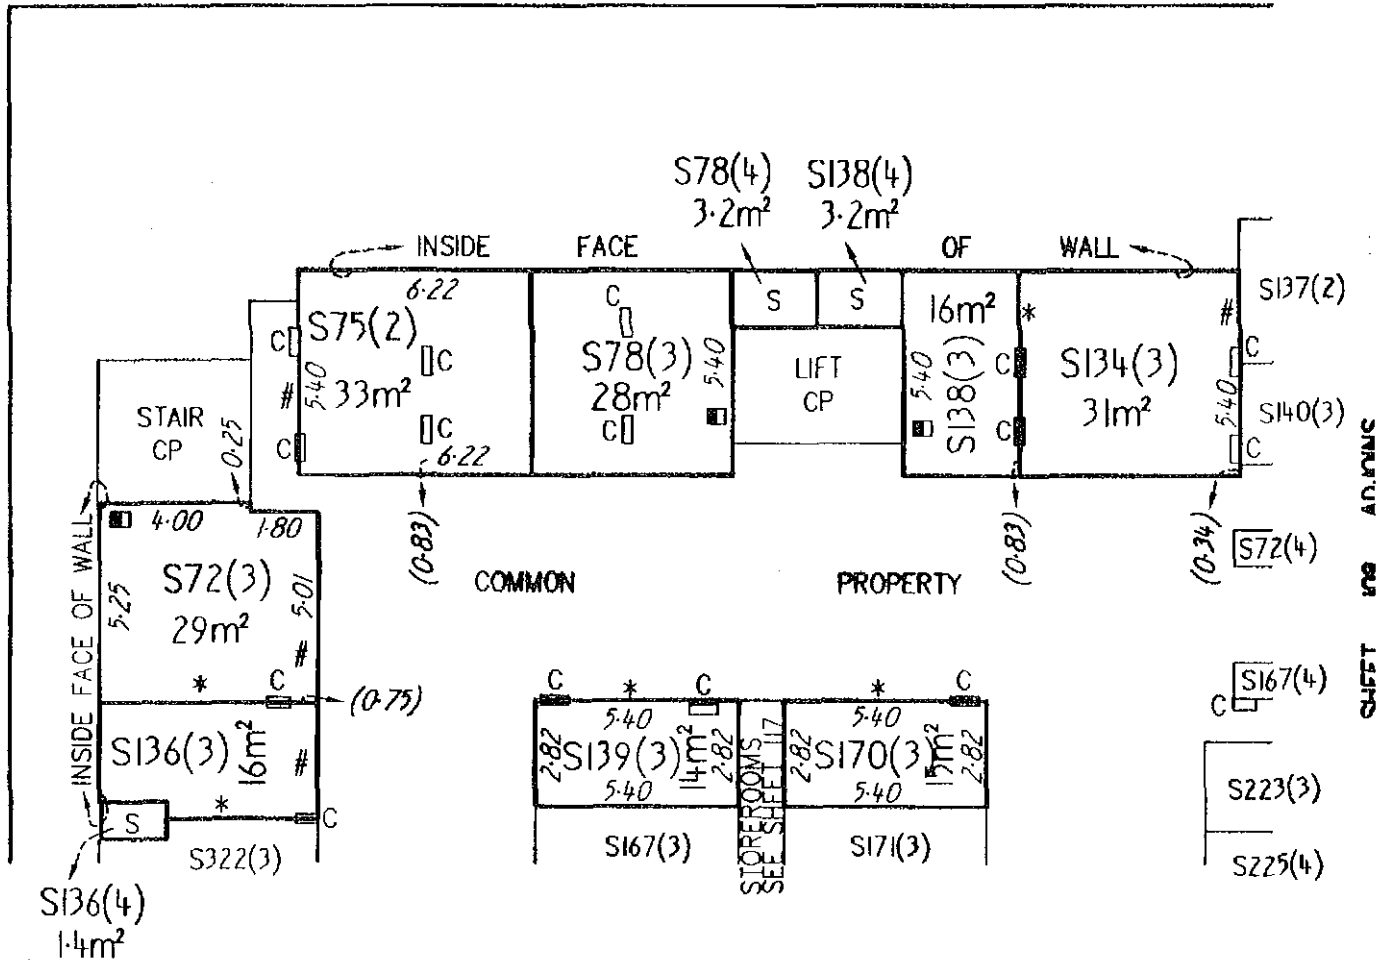 S78(4)
3·2m²
S138(4)
3·2m²
INSIDE FACE OF WALL
S137(2)
6·22
C
S
S
16m²
*
#
S75(2)
C
C
S78(3)
28m²
5·40
LIFT
CP
5·40
S138(3)
C
S134(3)
31m²
C
5·40
#
33m²
C
C
6·22
C
C
C
S140(3)
STAIR
CP
0·25
5·40
(0·83)
(0·83)
(0·34)
S72(4)
INSIDE FACE OF WALL
4·00
1·80
S72(3)
29m²
5·25
5·01
#
*
C
(0·75)
COMMON PROPERTY
S167(4)
C
S136(3)
16m²
#
*
C
S
S322(3)
S136(4)
1·4m²
C
*
C
5·40
2·82
S139(3)
14m²
2·82
5·40
S167(3)
STOREROOMS
SEE SHEET 117
*
C
5·40
2·82
S170(3)
15m²
2·82
5·40
S171(3)
S223(3)
S225(4)